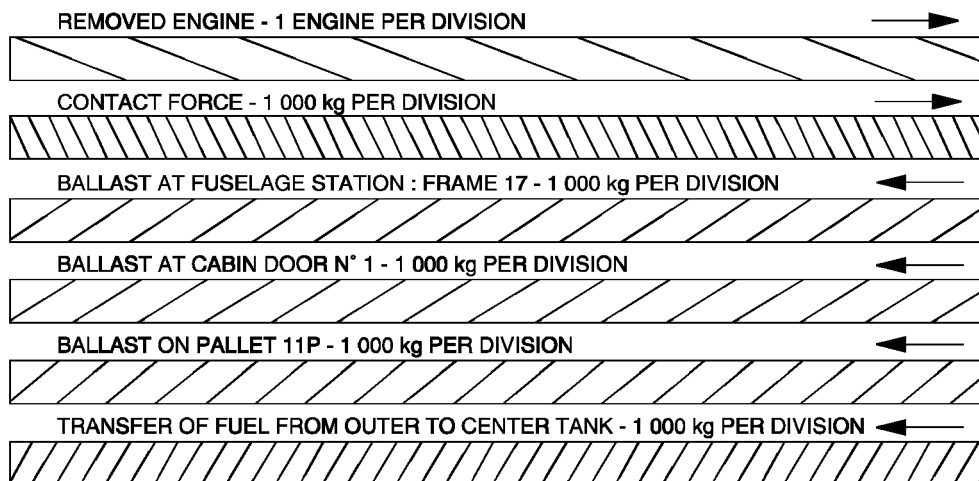 REMOVED ENGINE - 1 ENGINE PER DIVISION
CONTACT FORCE - 1 000 kg PER DIVISION
BALLAST AT FUSELAGE STATION : FRAME 17 - 1 000 kg PER DIVISION
BALLAST AT CABIN DOOR N° 1 - 1 000 kg PER DIVISION
BALLAST ON PALLET 11P - 1 000 kg PER DIVISION
TRANSFER OF FUEL FROM OUTER TO CENTER TANK - 1 000 kg PER DIVISION